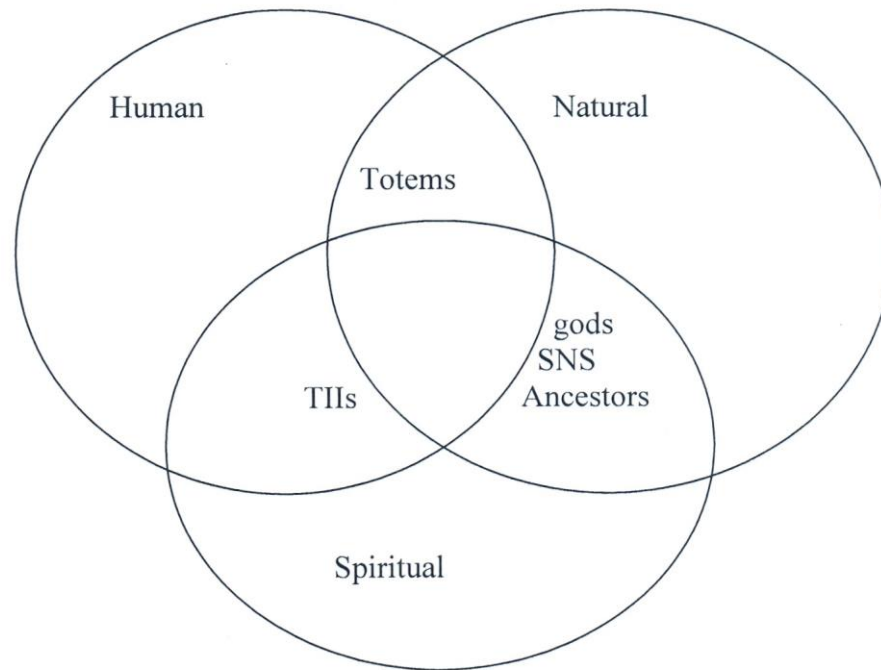 Human
Natural
Totems
gods
SNS
TIIs
Ancestors
Spiritual